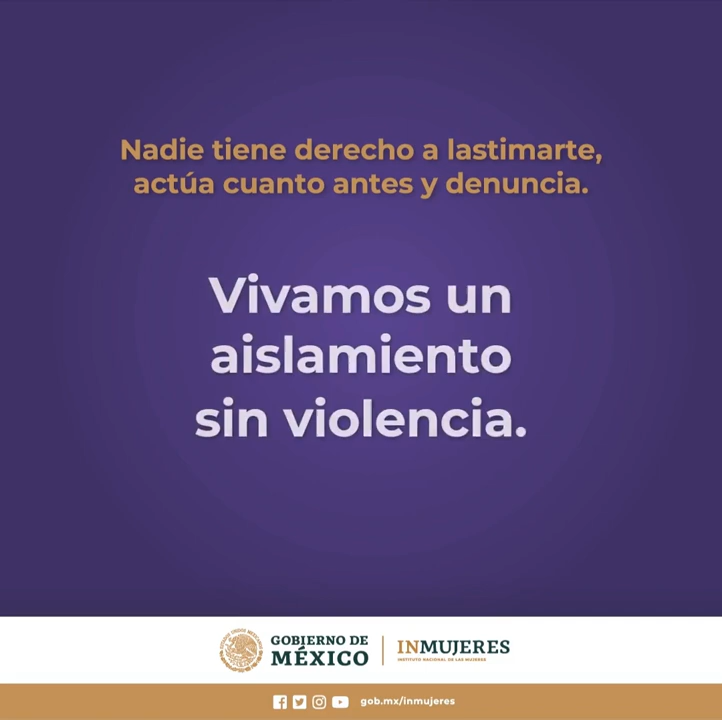 Nadie tiene derecho a lastimarte,
actúa cuanto antes y denuncia.
Vivamos un
aislamiento
sin violencia.
GOBIERNO DE
MÉXICO
INMUJERES
INSTITUTO NACIONAL DE LAS MUJERES
gob.mx/inmujeres